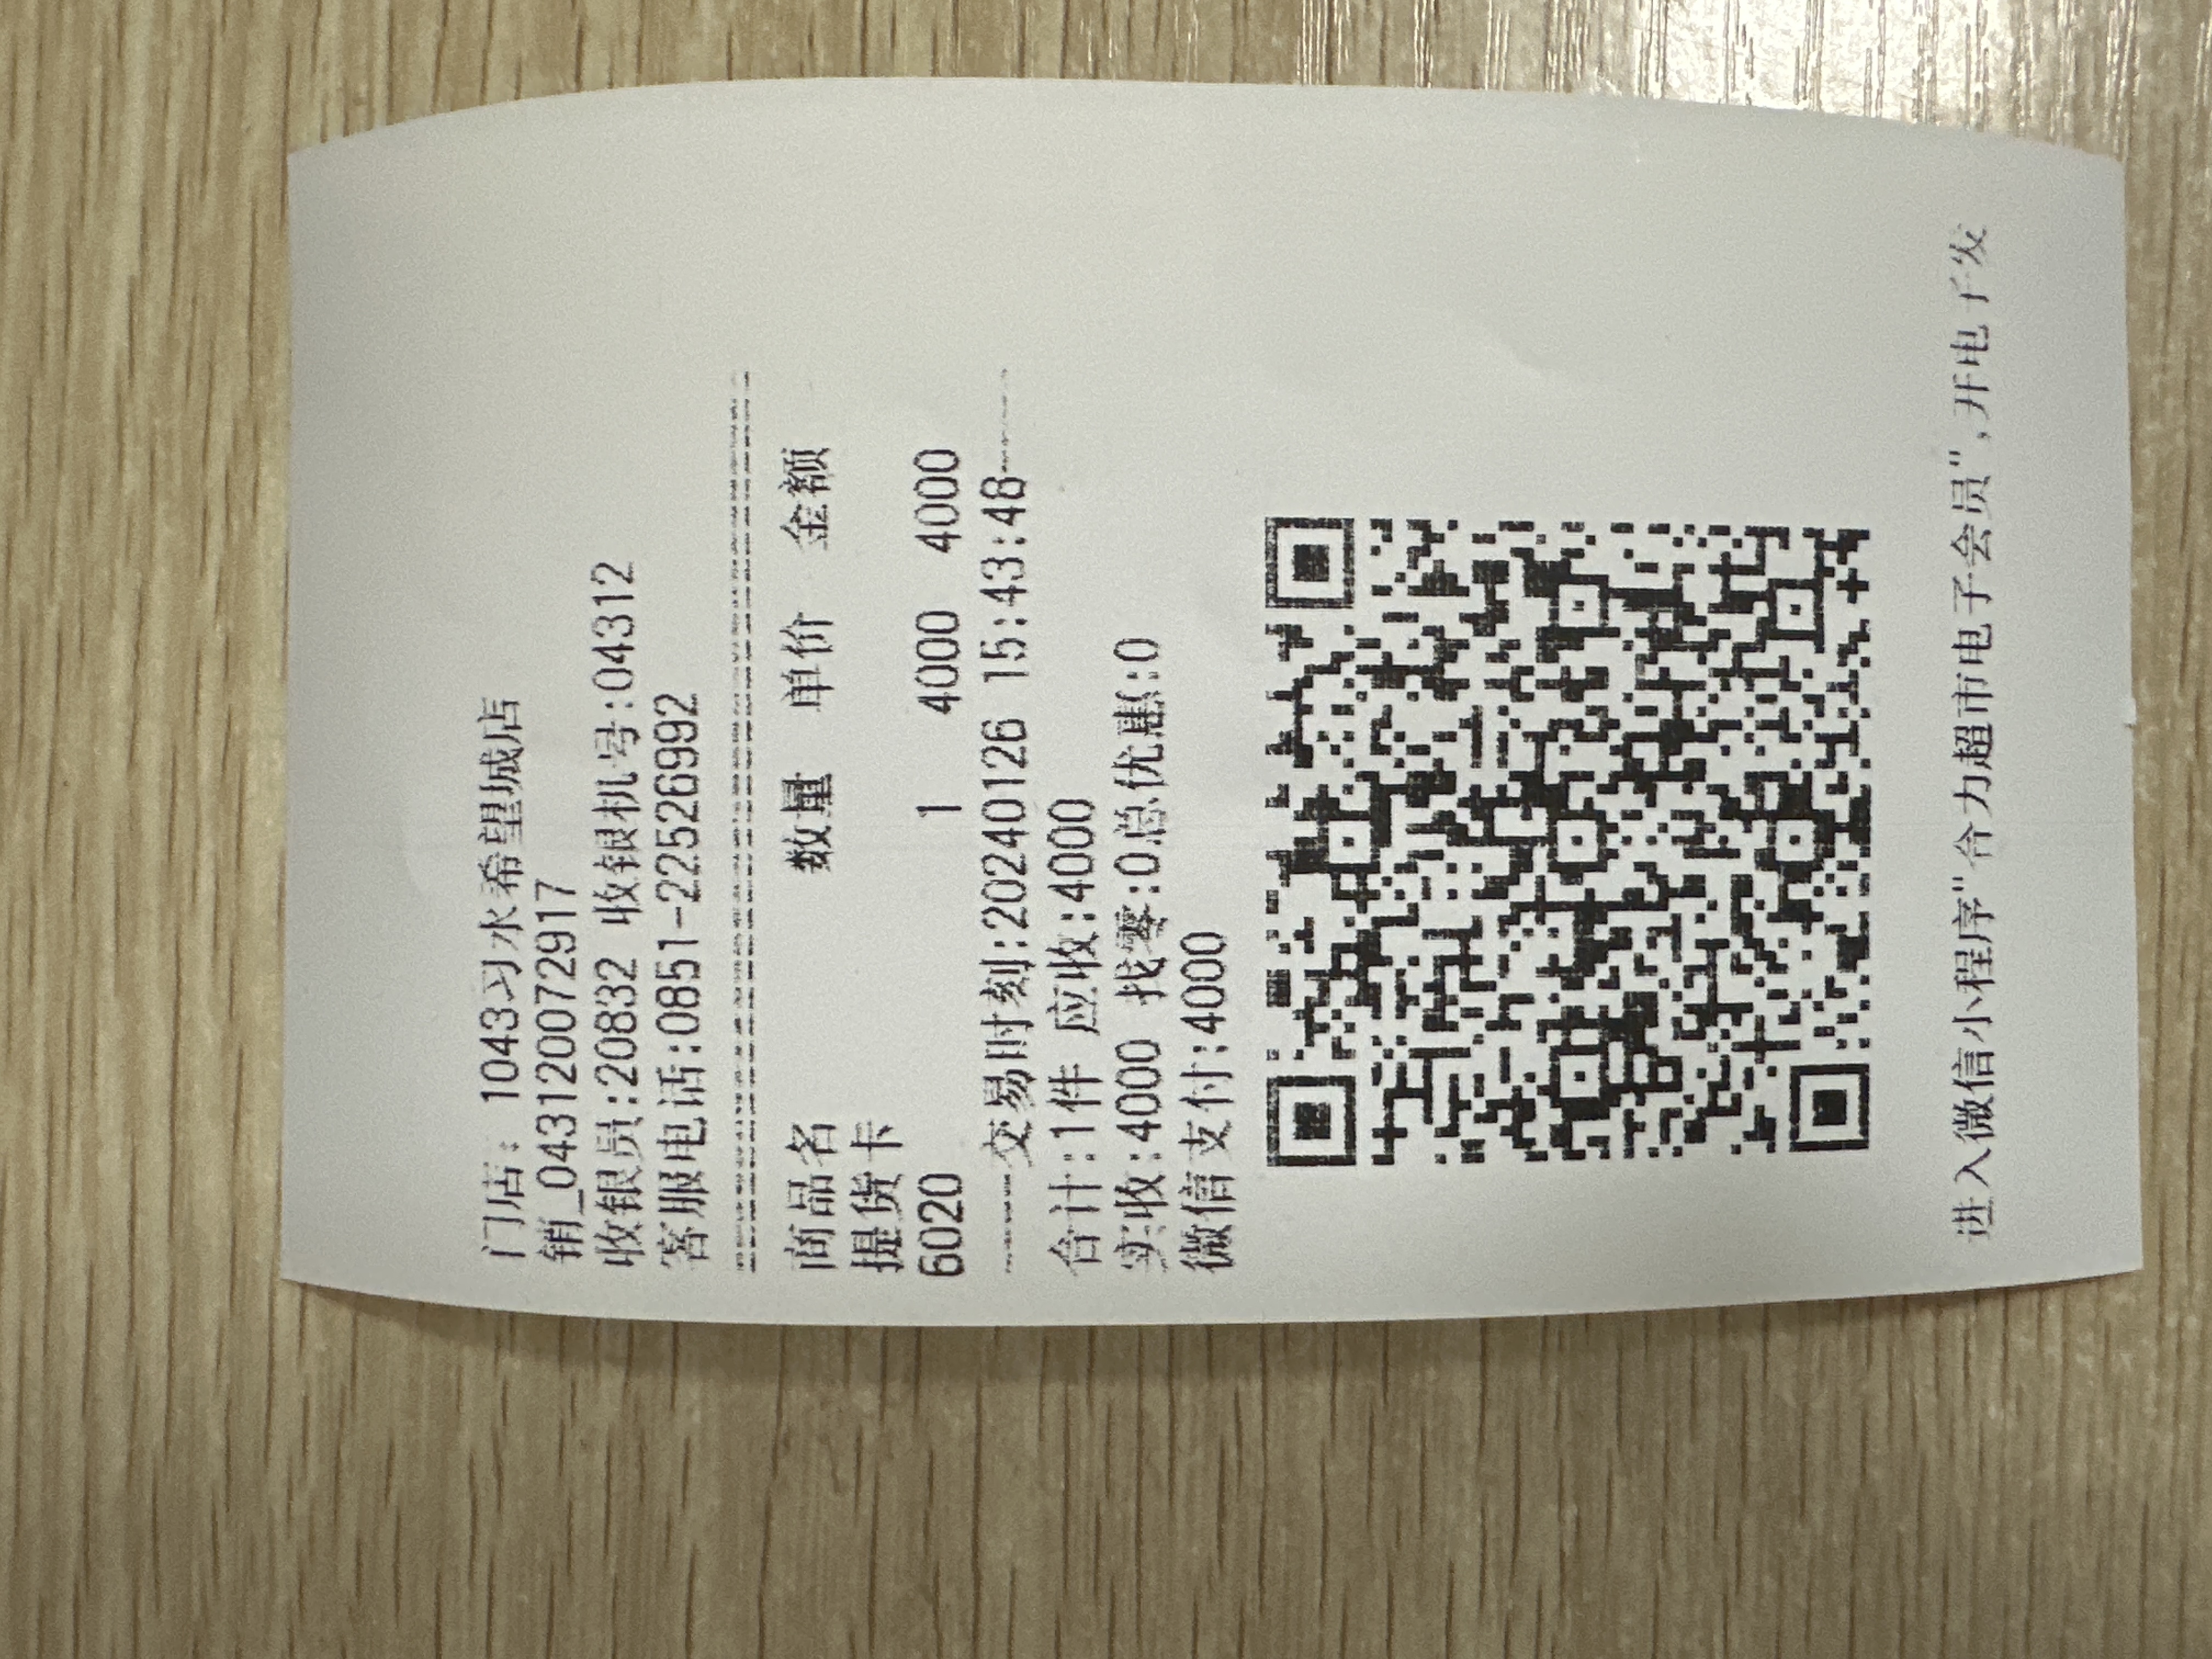 门店: 1043习水希望城店
销_043120072917
收银员:20832 收银机号:04312
客服电话:0851-22526992
商品名 数量 单价 金额
提货卡
6020 1 4000 4000
-----交易时刻:20240126 15:43:48-----
合计:1件 应收:4000
实收:4000 找零:0总优惠:0
微信支付:4000
进入微信小程序"合力超市电子会员",开电子发